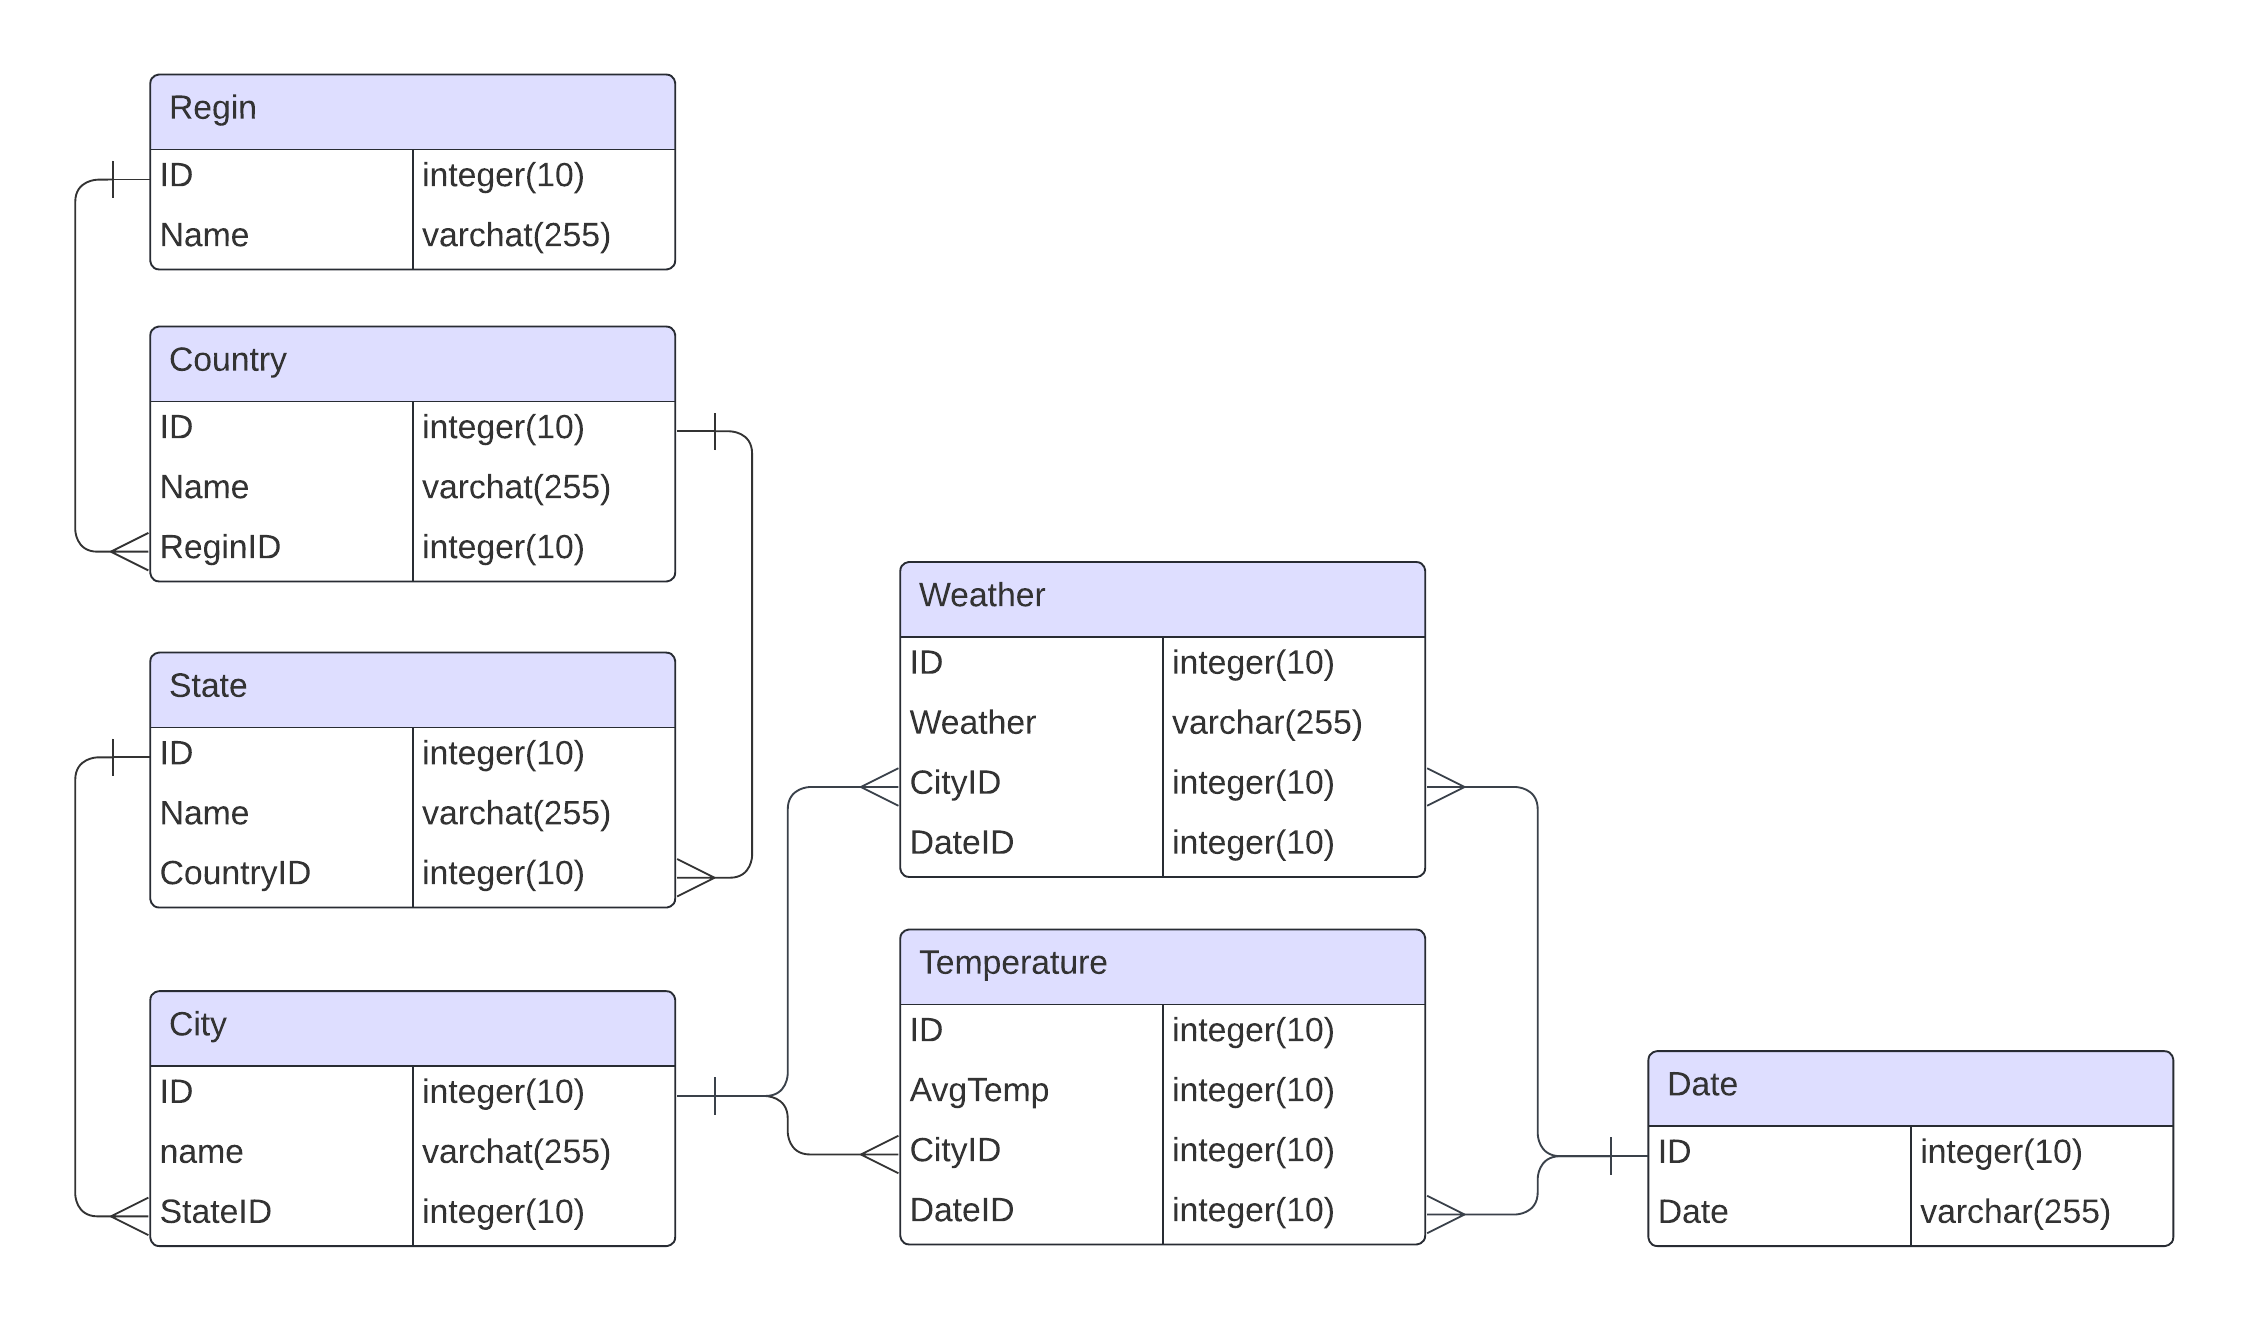 Regin
ID integer(10)
Name varchat(255)
Country
ID integer(10)
Name varchat(255)
ReginID integer(10)
State
ID integer(10)
Name varchat(255)
CountryID integer(10)
City
ID integer(10)
name varchat(255)
StateID integer(10)
Weather
ID integer(10)
Weather varchar(255)
CityID integer(10)
DateID integer(10)
Temperature
ID integer(10)
AvgTemp integer(10)
CityID integer(10)
DateID integer(10)
Date
ID integer(10)
Date varchar(255)